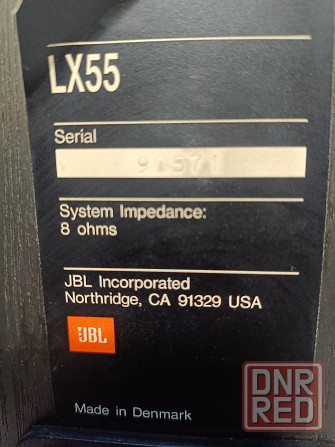 LX55
Serial
System Impedance:
8 ohms
JBL Incorporated
Northridge, CA 91329 USA
JBL
Made in Denmark
DNR
RED